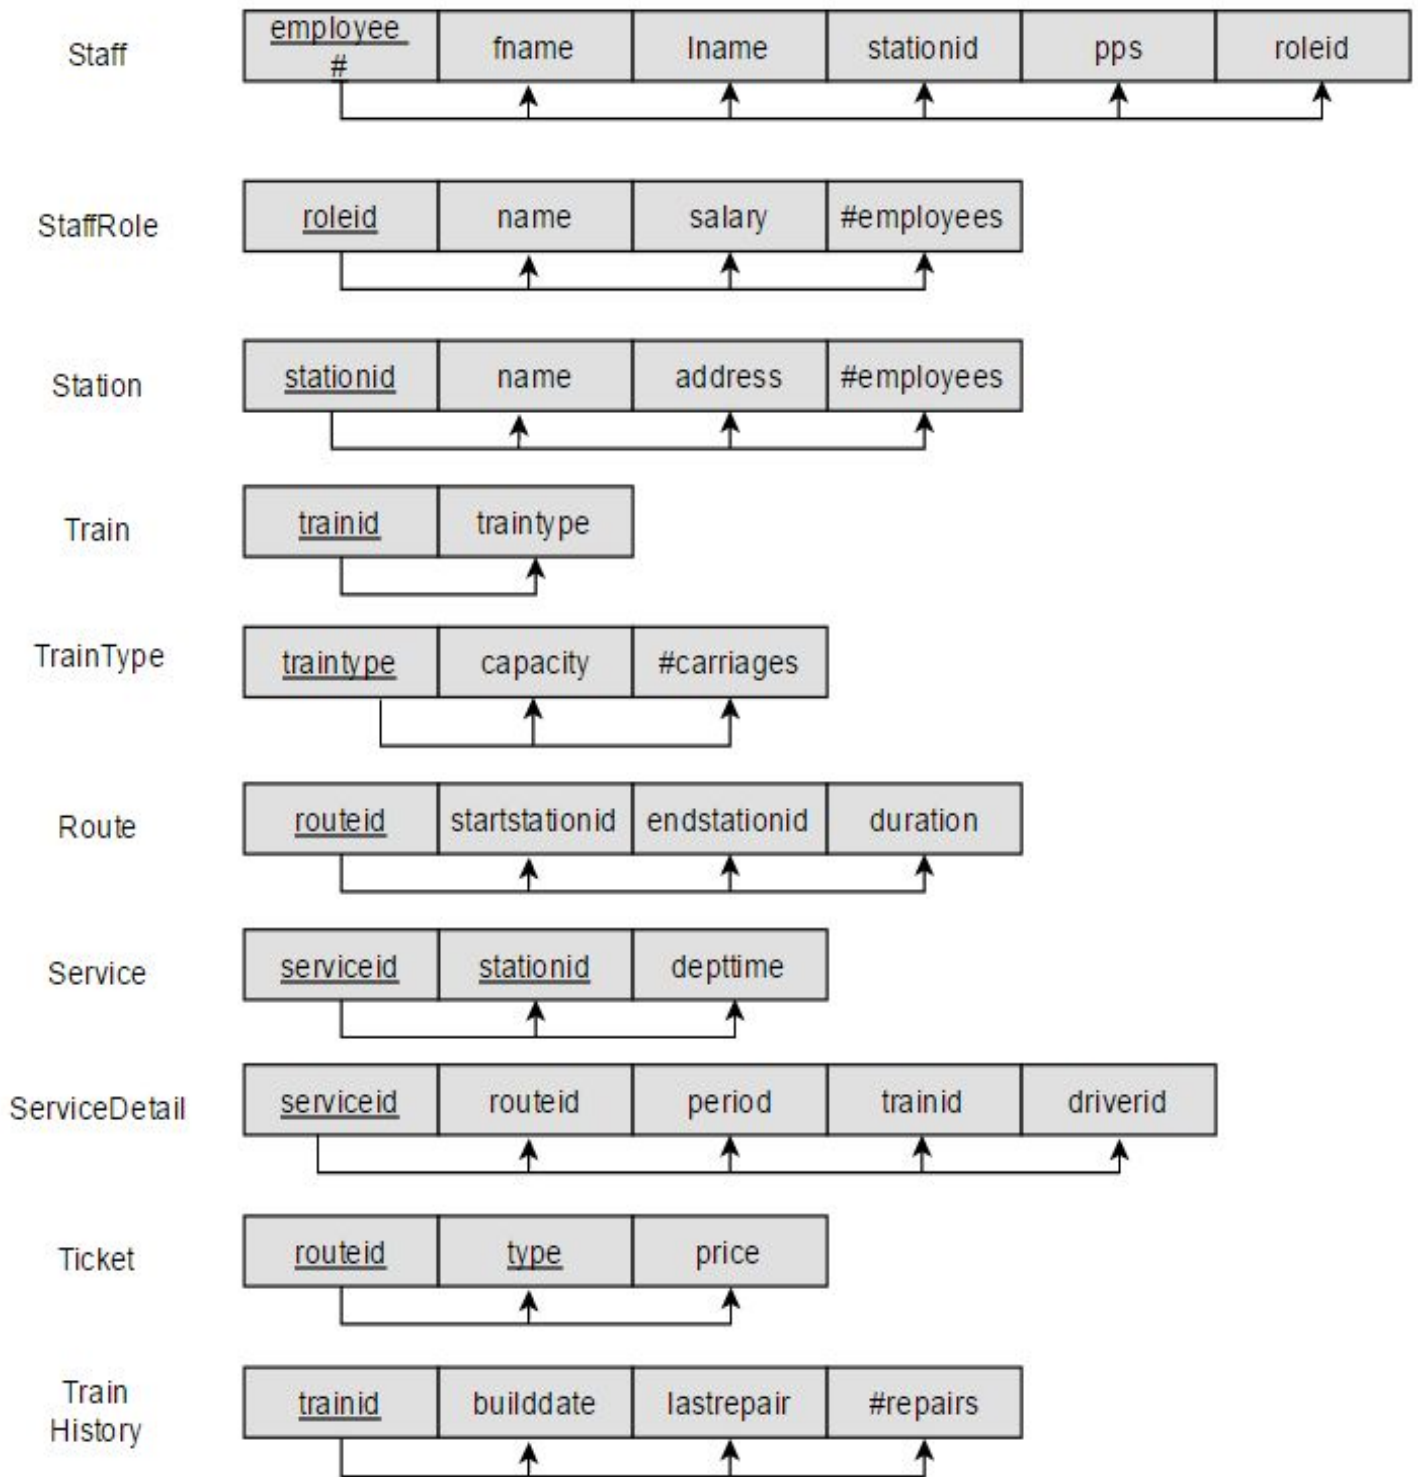 Staff employee_ # fname lname stationid pps roleid
StaffRole roleid name salary #employees
Station stationid name address #employees
Train trainid traintype
TrainType traintype capacity #carriages
Route routeid startstationid endstationid duration
Service serviceid stationid depttime
ServiceDetail serviceid routeid period trainid driverid
Ticket routeid type price
Train History trainid builddate lastrepair #repairs